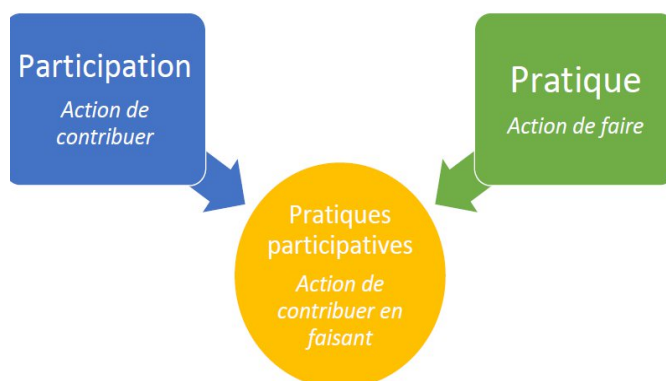 Participation
Action de
contribuer
Pratique
Action de faire
Pratiques
participatives
Action de
contribuer en
faisant